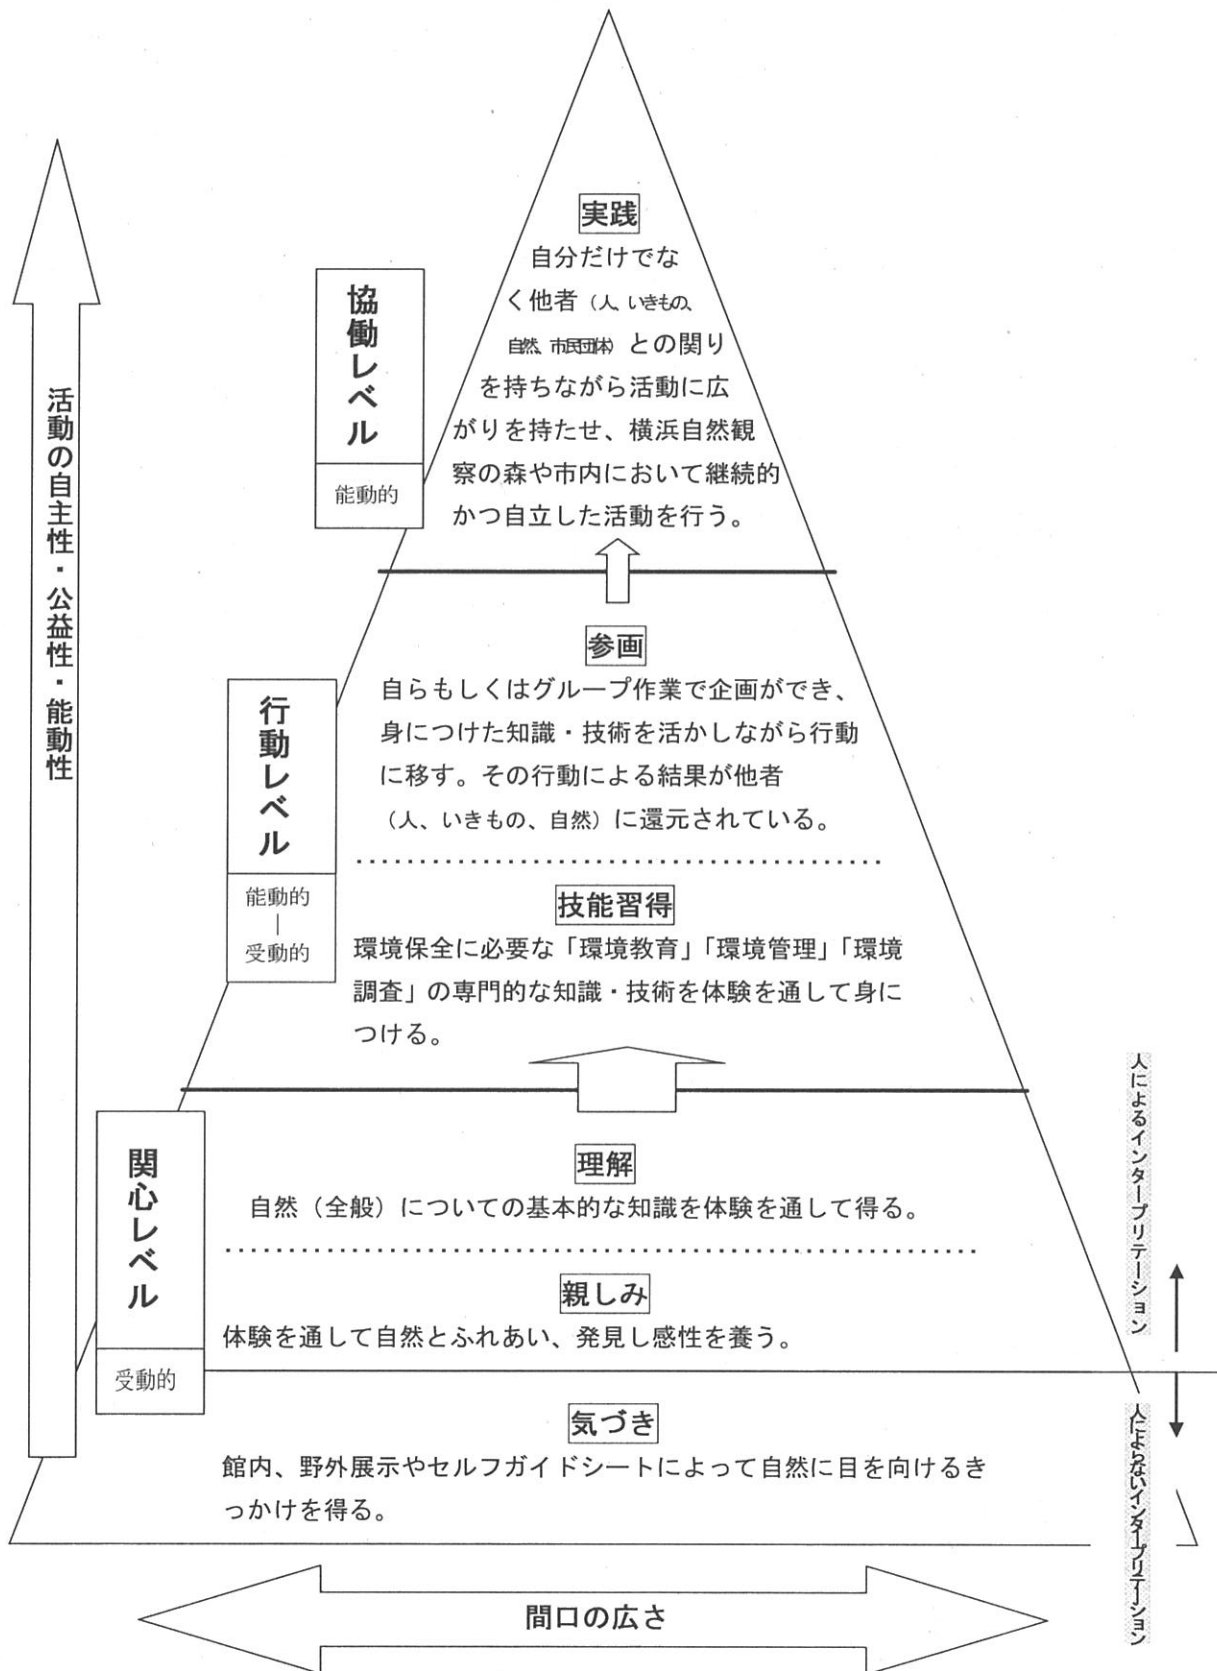 実践
自分だけでな
く他者（人、いきもの、
自然、市民団体）との関り
を持ちながら活動に広
がりを持たせ、横浜自然観
察の森や市内において継続的
かつ自立した活動を行う。
協働レベル
能動的
活動の自主性・公益性・能動性
参画
自らもしくはグループ作業で企画ができ、
身につけた知識・技術を活かしながら行動
に移す。その行動による結果が他者
（人、いきもの、自然）に還元されている。
行動レベル
能動的
｜
受動的
技能習得
環境保全に必要な「環境教育」「環境管理」「環境
調査」の専門的な知識・技術を体験を通して身に
つける。
関心レベル
受動的
理解
自然（全般）についての基本的な知識を体験を通して得る。
親しみ
体験を通して自然とふれあい、発見し感性を養う。
気づき
館内、野外展示やセルフガイドシートによって自然に目を向けるき
っかけを得る。
人によるインタープリテーション
人によらないインタープリテーション
間口の広さ